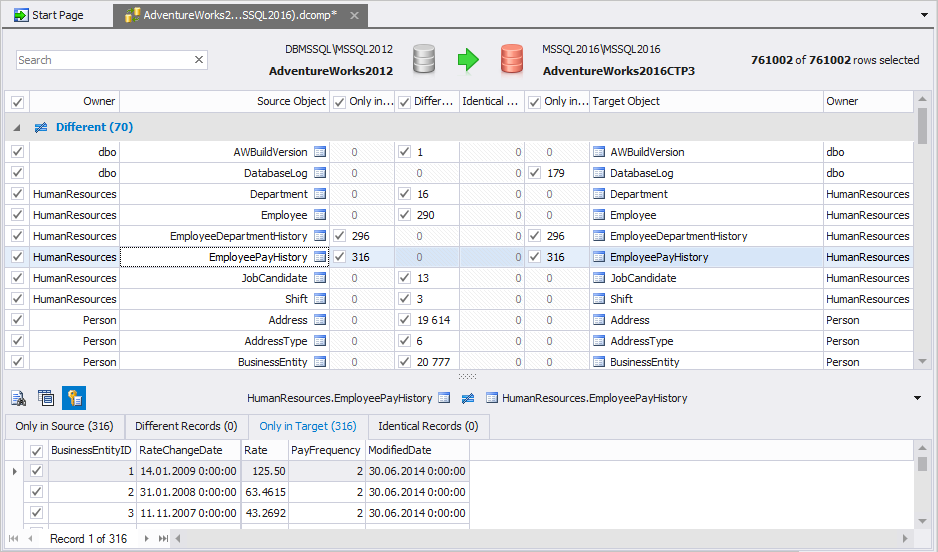 Start Page AdventureWorks2...SSQL2016).dcomp*
Search
DBMSSQL\MSSQL2012 MSSQL2016\MSSQL2016
AdventureWorks2012 AdventureWorks2016CTP3
761002 of 761002 rows selected
Owner Source Object Only in... Differ... Identical ... Only in... Target Object Owner
Different (70)
dbo AWBuildVersion 0 1 0 0 AWBuildVersion dbo
dbo DatabaseLog 0 0 0 179 DatabaseLog dbo
HumanResources Department 0 16 0 0 Department HumanResources
HumanResources Employee 0 290 0 0 Employee HumanResources
HumanResources EmployeeDepartmentHistory 296 0 0 296 EmployeeDepartmentHistory HumanResources
HumanResources EmployeePayHistory 316 0 0 316 EmployeePayHistory HumanResources
HumanResources JobCandidate 0 13 0 0 JobCandidate HumanResources
HumanResources Shift 0 3 0 0 Shift HumanResources
Person Address 0 19 614 0 0 Address Person
Person AddressType 0 6 0 0 AddressType Person
Person BusinessEntity 0 20 777 0 0 BusinessEntity Person
HumanResources.EmployeePayHistory HumanResources.EmployeePayHistory
Only in Source (316) Different Records (0) Only in Target (316) Identical Records (0)
BusinessEntityID RateChangeDate Rate PayFrequency ModifiedDate
1 14.01.2009 0:00:00 125.50 2 30.06.2014 0:00:00
2 31.01.2008 0:00:00 63.4615 2 30.06.2014 0:00:00
3 11.11.2007 0:00:00 43.2692 2 30.06.2014 0:00:00
Record 1 of 316